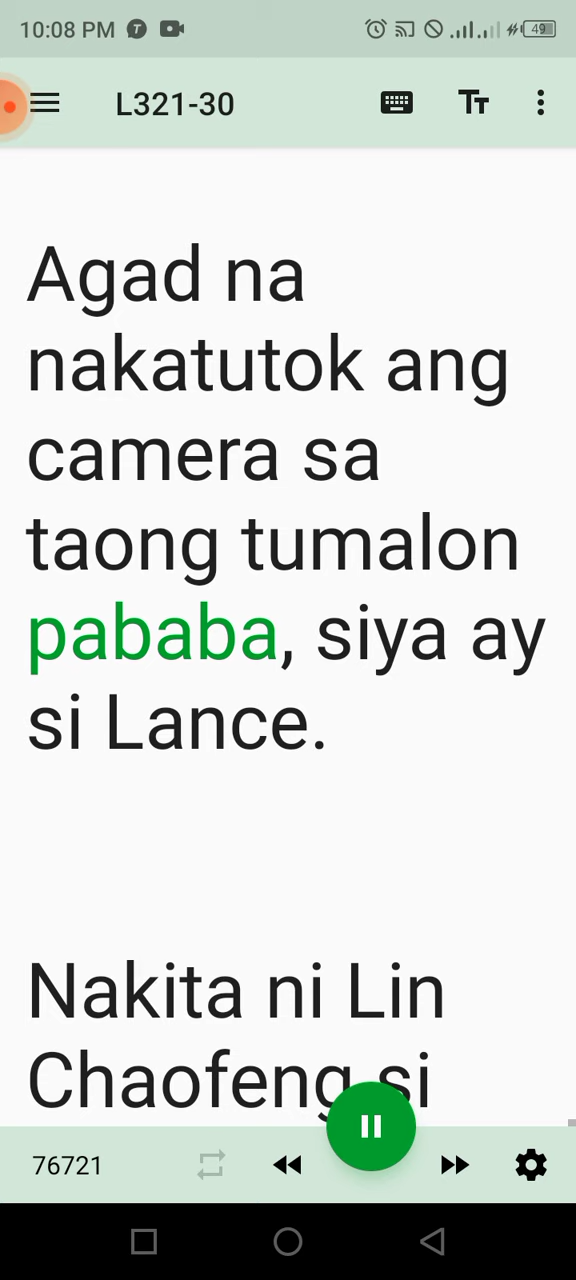 10:08 PM
49
L321-30
Agad na
nakatutok ang
camera sa
taong tumalon
pababa, siya ay
si Lance.
Nakita ni Lin
Chaofeng si
76721